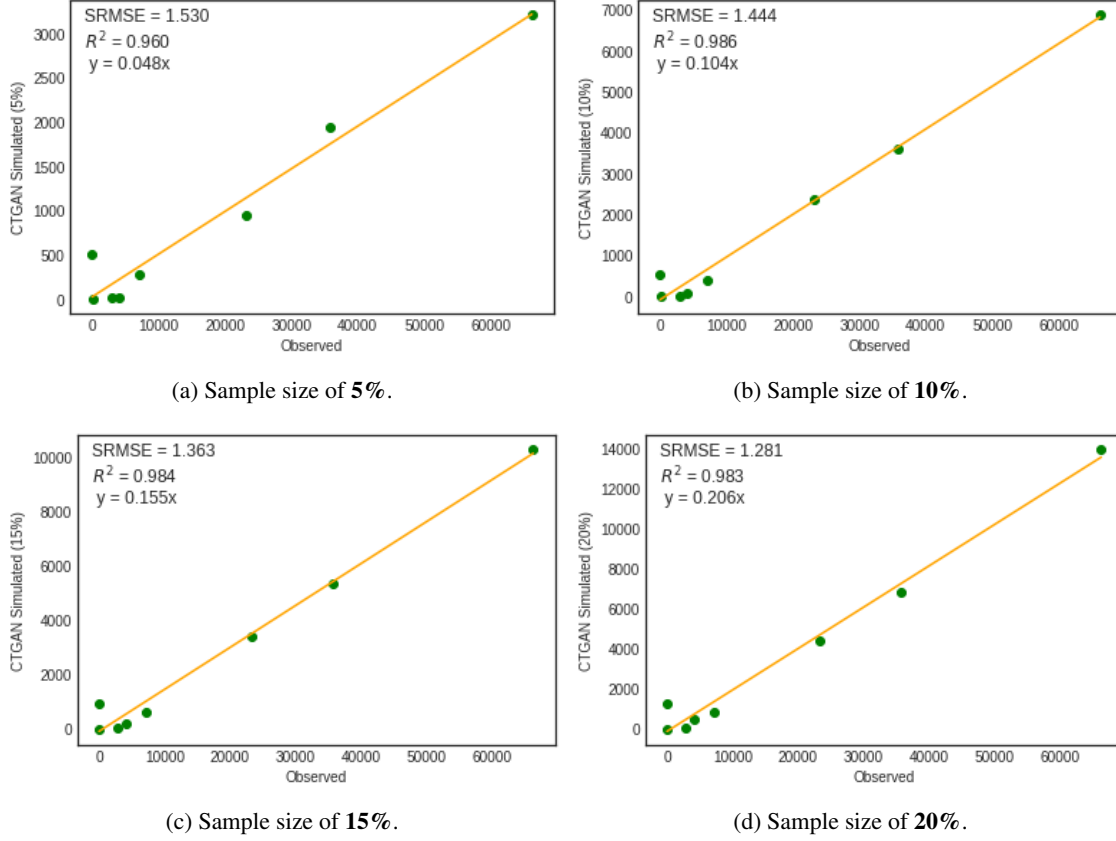 SRMSE = 1.530
R² = 0.960
y = 0.048x
CTGAN Simulated (5%)
3000
2500
2000
1500
1000
500
0
0 10000 20000 30000 40000 50000 60000
Observed
(a) Sample size of 5%.
SRMSE = 1.444
R² = 0.986
y = 0.104x
CTGAN Simulated (10%)
7000
6000
5000
4000
3000
2000
1000
0
0 10000 20000 30000 40000 50000 60000
Observed
(b) Sample size of 10%.
SRMSE = 1.363
R² = 0.984
y = 0.155x
CTGAN Simulated (15%)
10000
8000
6000
4000
2000
0
0 10000 20000 30000 40000 50000 60000
Observed
(c) Sample size of 15%.
SRMSE = 1.281
R² = 0.983
y = 0.206x
CTGAN Simulated (20%)
14000
12000
10000
8000
6000
4000
2000
0
0 10000 20000 30000 40000 50000 60000
Observed
(d) Sample size of 20%.